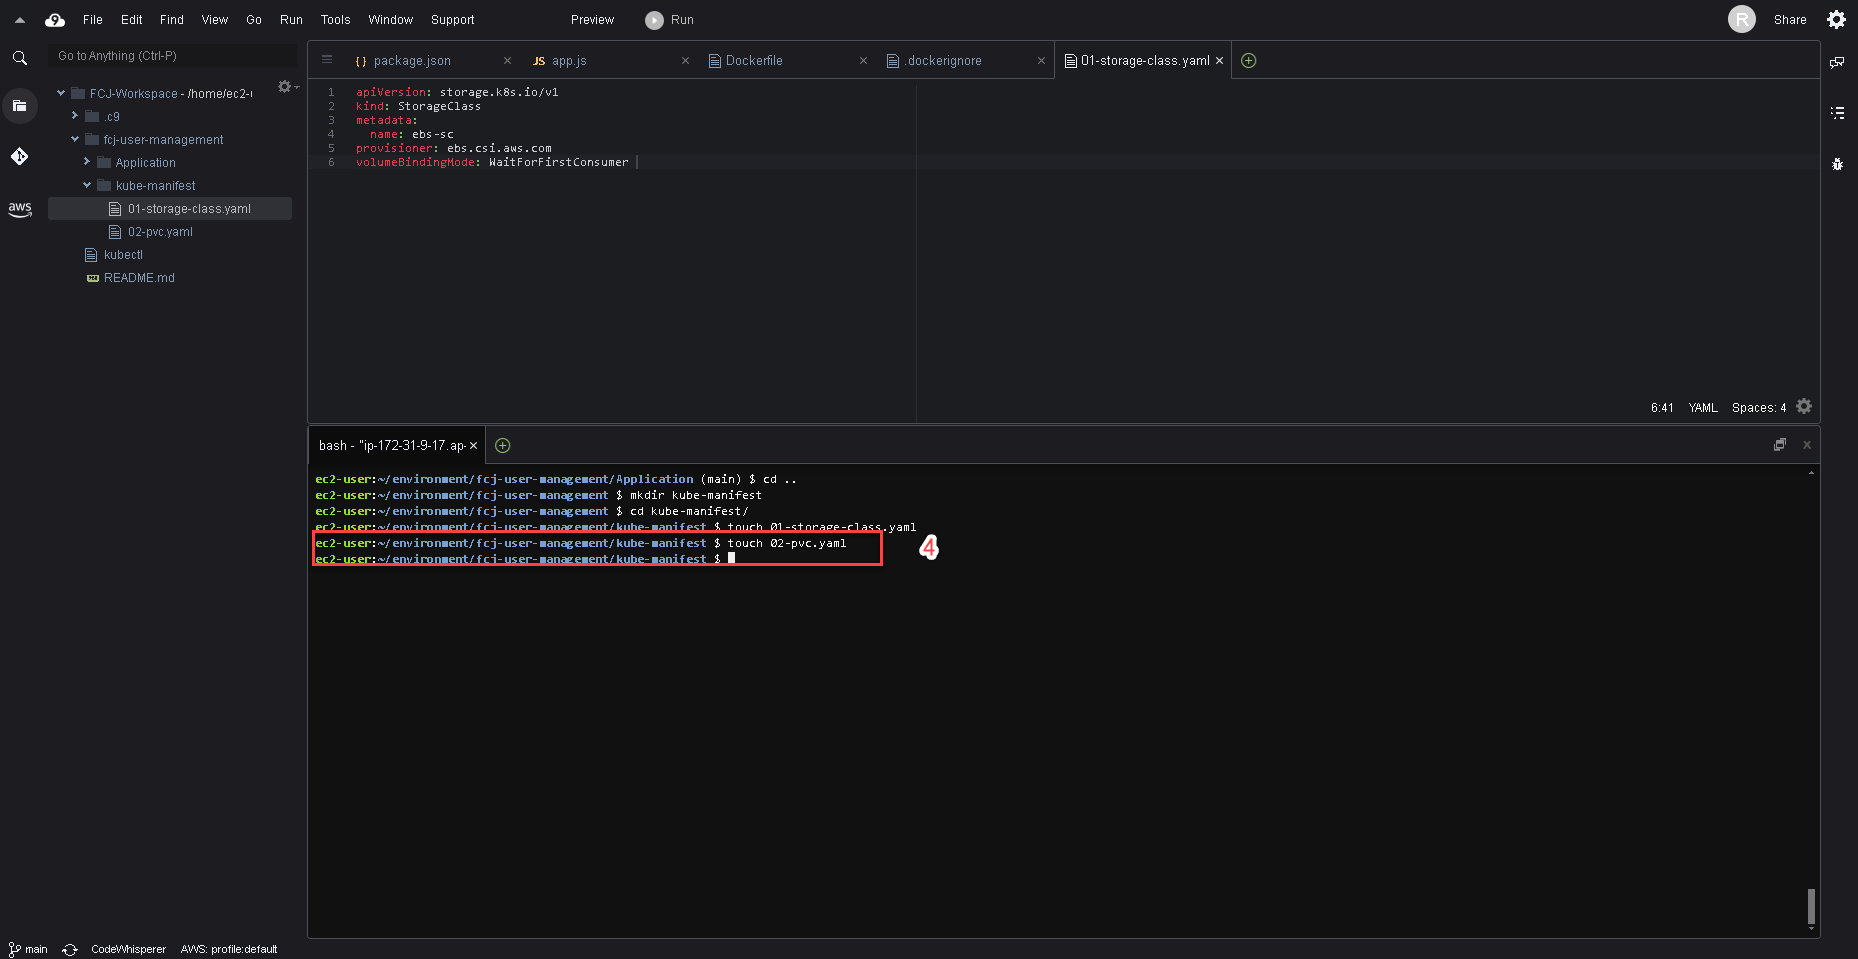 File Edit Find View Go Run Tools Window Support Preview Run R Share
Go to Anything (Ctrl-P)
package.json app.js Dockerfile .dockerignore 01-storage-class.yaml
FCJ-Workspace - /home/ec2-
.c9
fcj-user-management
Application
kube-manifest
01-storage-class.yaml
02-pvc.yaml
kubectl
README.md
aws
1 apiVersion: storage.k8s.io/v1
2 kind: StorageClass
3 metadata:
4 name: ebs-sc
5 provisioner: ebs.csi.aws.com
6 volumeBindingMode: WaitForFirstConsumer
6:41 YAML Spaces: 4
bash - "ip-172-31-9-17.ap-
ec2-user:~/environment/fcj-user-management/Application (main) $ cd ..
ec2-user:~/environment/fcj-user-management $ mkdir kube-manifest
ec2-user:~/environment/fcj-user-management $ cd kube-manifest/
ec2-user:~/environment/fcj-user-management/kube-manifest $ touch 01-storage-class.yaml
ec2-user:~/environment/fcj-user-management/kube-manifest $ touch 02-pvc.yaml
ec2-user:~/environment/fcj-user-management/kube-manifest $
4
main CodeWhisperer AWS: profile:default